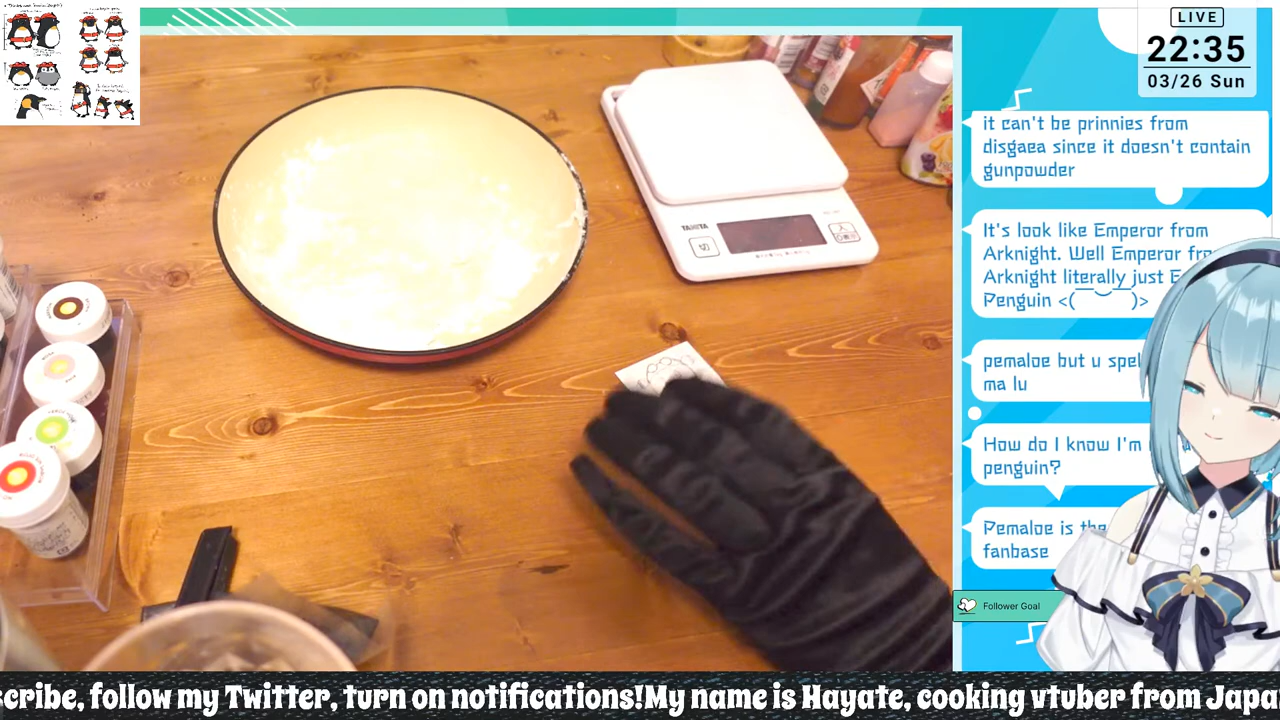 LIVE
22:35
03/26 Sun
it can't be prinnies from
disgaea since it doesn't contain
gunpowder
It's look like Emperor from
Arknight. Well Emperor
Arknight literally just
Penguin <( ‾︶‾ )>
pemaloe but u
ma lu
How do I know I'm
penguin?
Pemaloe is
fanbase
TANITA
切
Follower Goal
scribe, follow my Twitter, turn on notifications!My name is Hayate, cooking vtuber from Japa